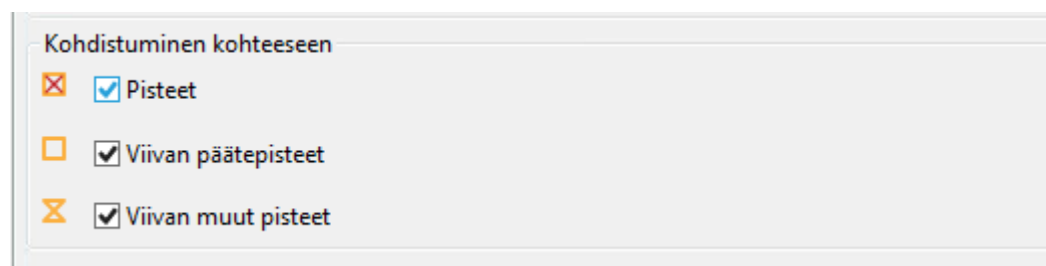 Kohdistuminen kohteeseen
Pisteet
Viivan päätepisteet
Viivan muut pisteet